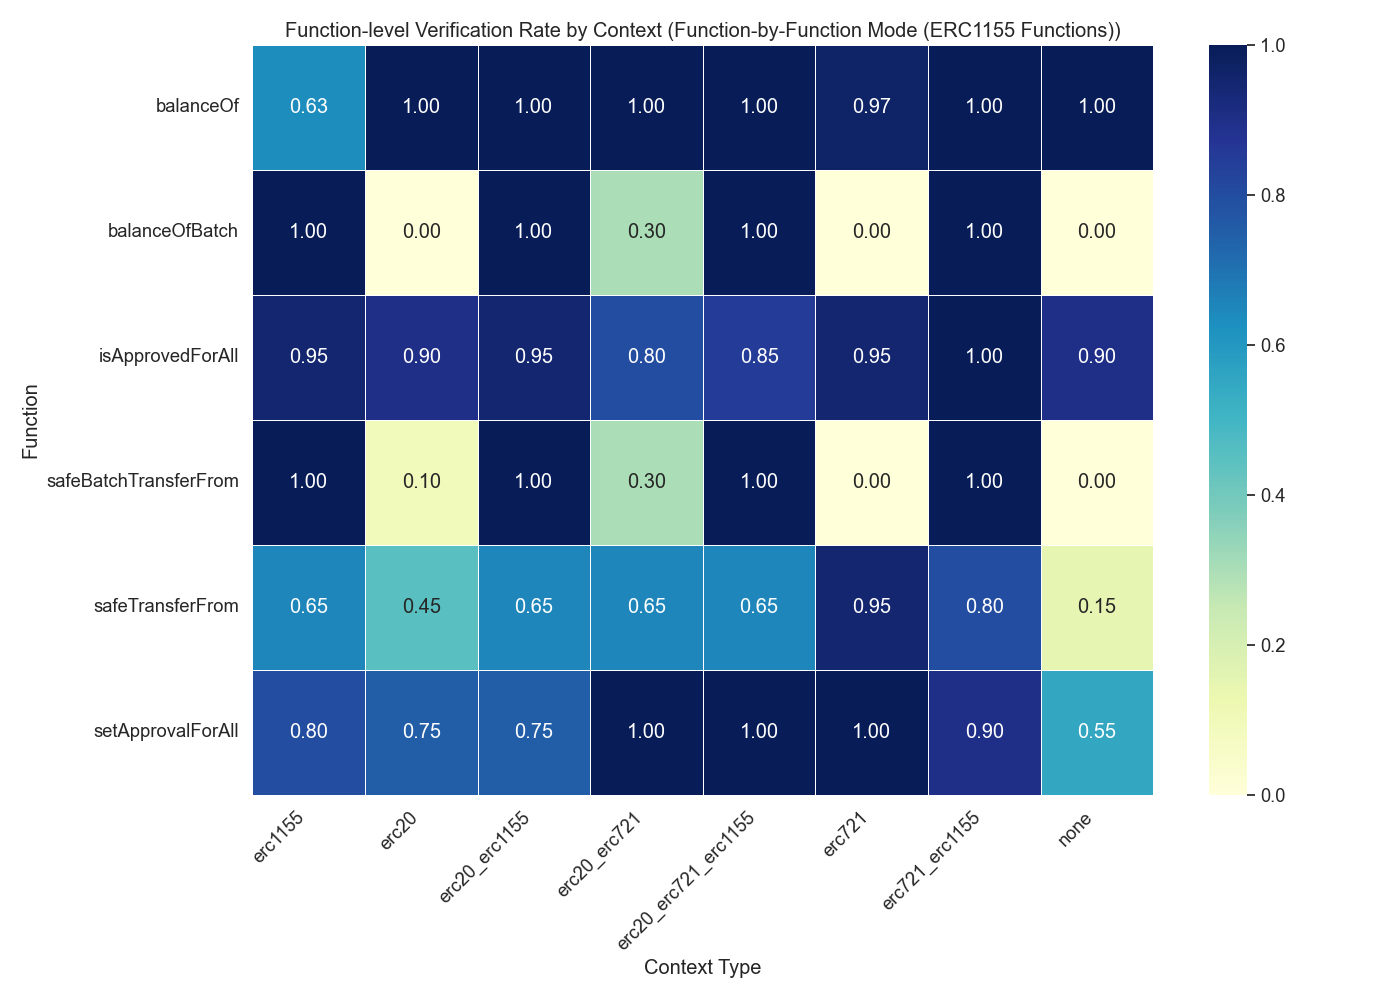 Function-level Verification Rate by Context (Function-by-Function Mode (ERC1155 Functions))
Function
balanceOf 0.63 1.00 1.00 1.00 1.00 0.97 1.00 1.00
balanceOfBatch 1.00 0.00 1.00 0.30 1.00 0.00 1.00 0.00
isApprovedForAll 0.95 0.90 0.95 0.80 0.85 0.95 1.00 0.90
safeBatchTransferFrom 1.00 0.10 1.00 0.30 1.00 0.00 1.00 0.00
safeTransferFrom 0.65 0.45 0.65 0.65 0.65 0.95 0.80 0.15
setApprovalForAll 0.80 0.75 0.75 1.00 1.00 1.00 0.90 0.55
erc1155 erc20 erc20_erc1155 erc20_erc721 erc20_erc721_erc1155 erc721 erc721_erc1155 none
Context Type
1.0
0.8
0.6
0.4
0.2
0.0